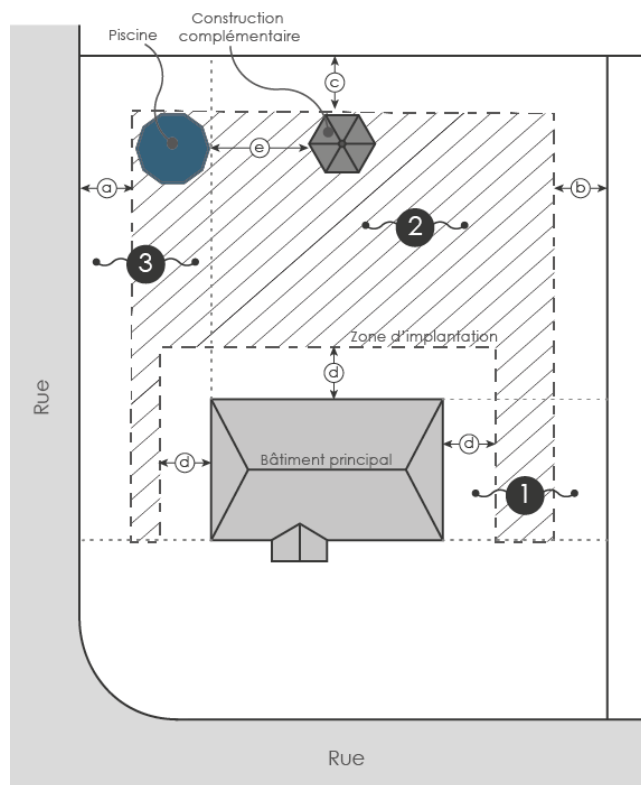 Construction
complémentaire
Piscine
c
e
a
b
2
3
Zone d'implantation
d
Rue
Bâtiment principal
d
d
1
Rue